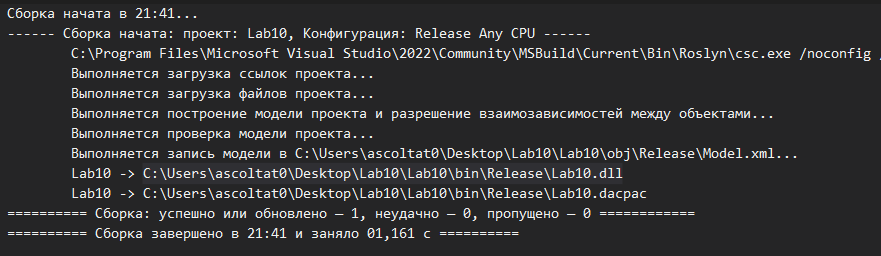 Сборка начата в 21:41...
------ Сборка начата: проект: Lab10, Конфигурация: Release Any CPU ------
C:\Program Files\Microsoft Visual Studio\2022\Community\MSBuild\Current\Bin\Roslyn\csc.exe /noconfig
Выполняется загрузка ссылок проекта...
Выполняется загрузка файлов проекта...
Выполняется построение модели проекта и разрешение взаимозависимостей между объектами...
Выполняется проверка модели проекта...
Выполняется запись модели в C:\Users\ascoltat0\Desktop\Lab10\Lab10\obj\Release\Model.xml...
Lab10 -> C:\Users\ascoltat0\Desktop\Lab10\Lab10\bin\Release\Lab10.dll
Lab10 -> C:\Users\ascoltat0\Desktop\Lab10\Lab10\bin\Release\Lab10.dacpac
========== Сборка: успешно или обновлено — 1, неудачно — 0, пропущено — 0 ============
========== Сборка завершено в 21:41 и заняло 01,161 с ==========